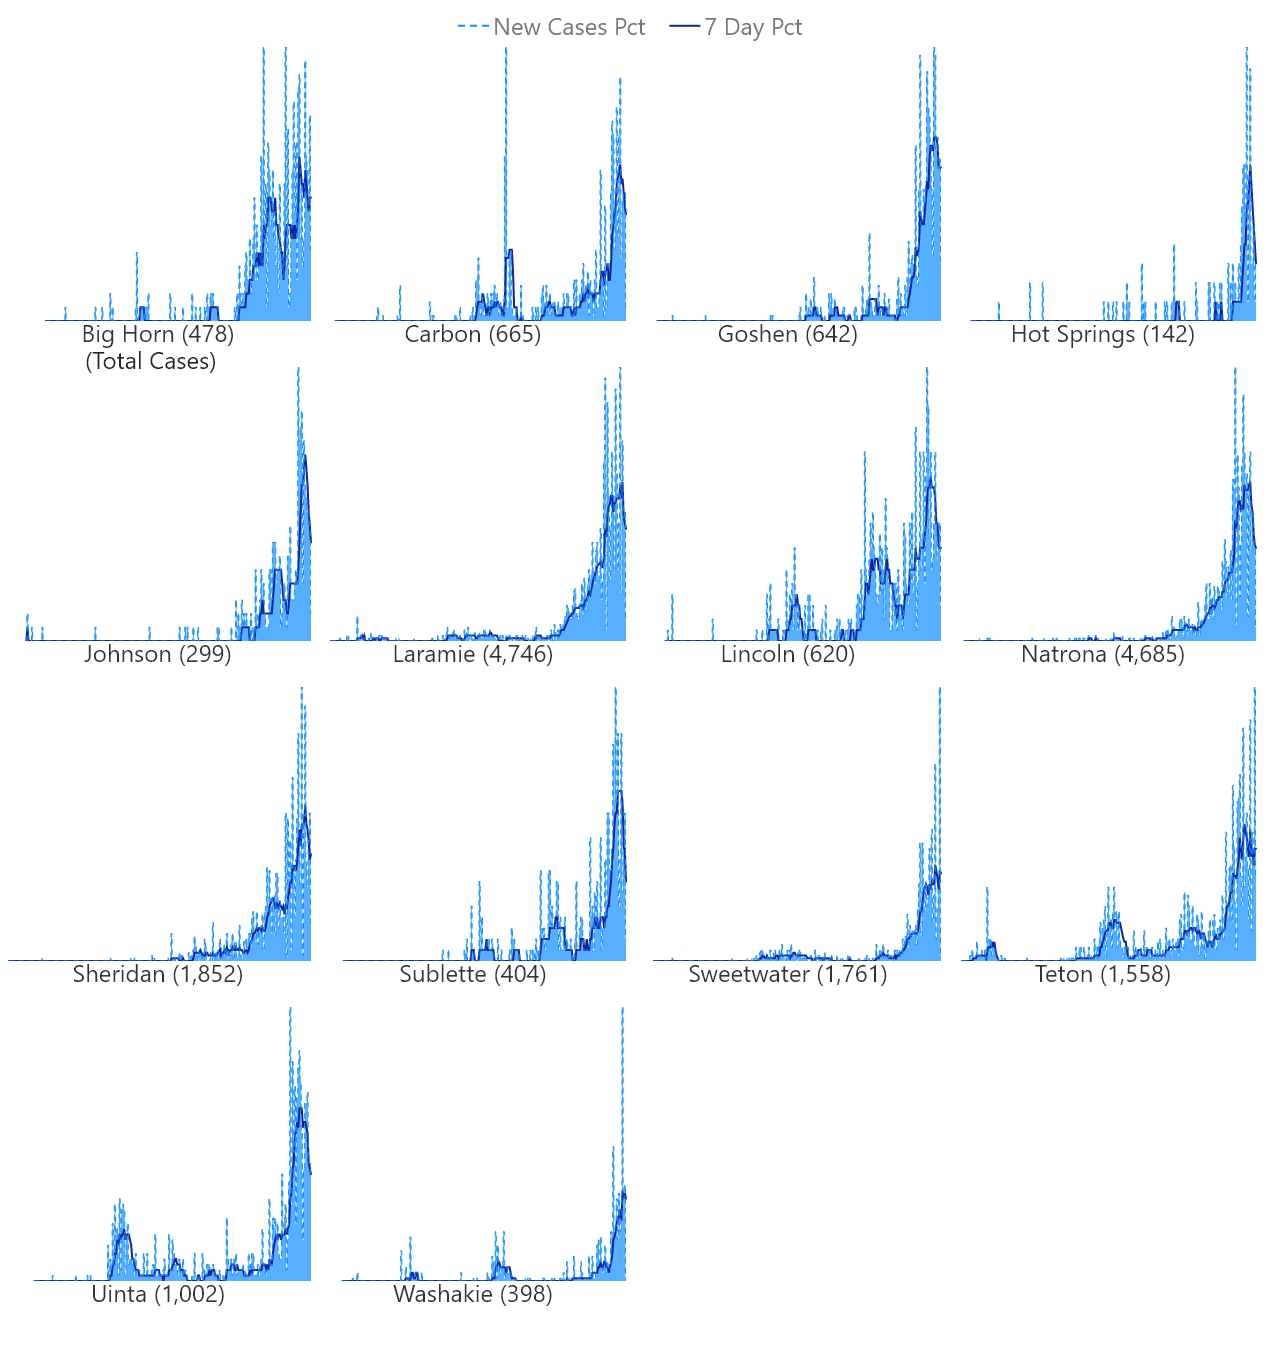 New Cases Pct 7 Day Pct
Big Horn (478) Carbon (665) Goshen (642) Hot Springs (142)
(Total Cases)
Johnson (299) Laramie (4,746) Lincoln (620) Natrona (4,685)
Sheridan (1,852) Sublette (404) Sweetwater (1,761) Teton (1,558)
Uinta (1,002) Washakie (398)